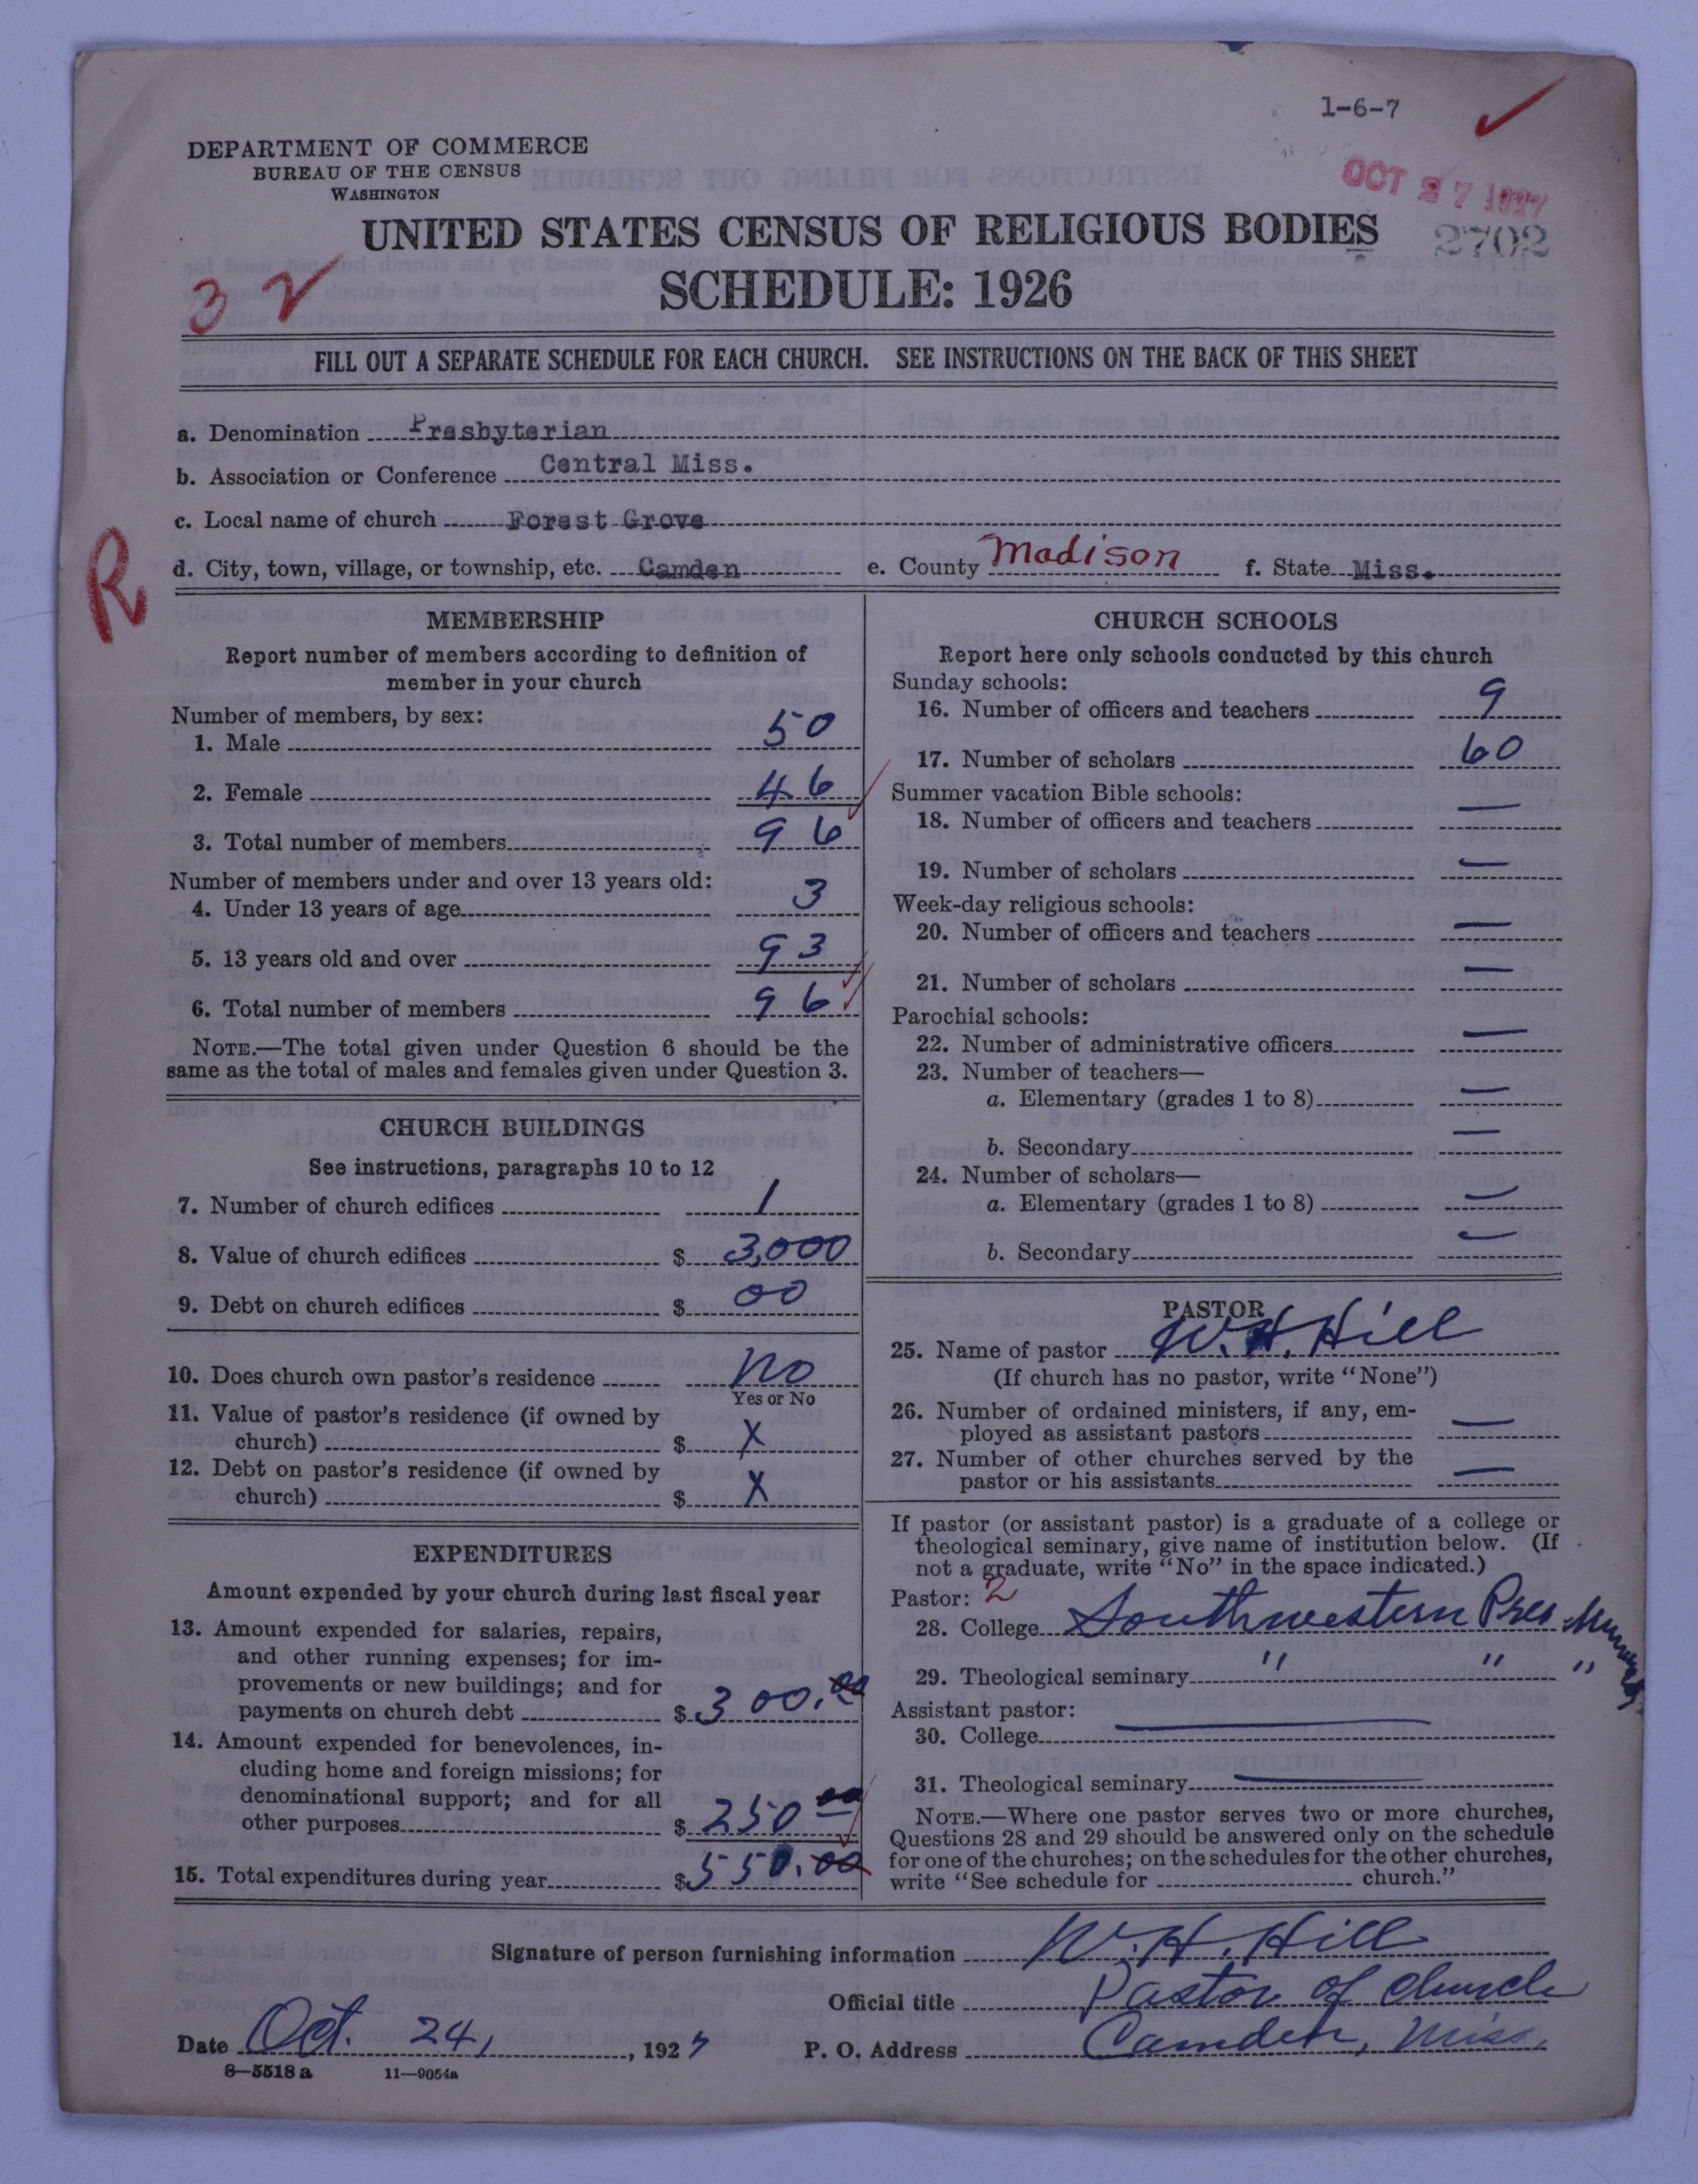 1-6-7
DEPARTMENT OF COMMERCE
BUREAU OF THE CENSUS
WASHINGTON
OCT 27 1927
UNITED STATES CENSUS OF RELIGIOUS BODIES
2702
SCHEDULE: 1926
32
FILL OUT A SEPARATE SCHEDULE FOR EACH CHURCH. SEE INSTRUCTIONS ON THE BACK OF THIS SHEET
a. Denomination Presbyterian
b. Association or Conference Central Miss.
c. Local name of church Forest Grove
R
d. City, town, village, or township, etc. Camden e. County Madison f. State Miss.
MEMBERSHIP
Report number of members according to definition of
member in your church
Number of members, by sex:
1. Male 50
2. Female 46
3. Total number of members 96
Number of members under and over 13 years old:
4. Under 13 years of age 3
5. 13 years old and over 93
6. Total number of members 96
NOTE.—The total given under Question 6 should be the
same as the total of males and females given under Question 3.
CHURCH BUILDINGS
See instructions, paragraphs 10 to 12
7. Number of church edifices 1
8. Value of church edifices $ 3,000
9. Debt on church edifices $ 00
10. Does church own pastor's residence No
Yes or No
11. Value of pastor's residence (if owned by
church) $ X
12. Debt on pastor's residence (if owned by
church) $ X
EXPENDITURES
Amount expended by your church during last fiscal year
13. Amount expended for salaries, repairs,
and other running expenses; for im-
provements or new buildings; and for
payments on church debt $ 300.00
14. Amount expended for benevolences, in-
cluding home and foreign missions; for
denominational support; and for all
other purposes $ 250 00
15. Total expenditures during year $ 550.00
CHURCH SCHOOLS
Report here only schools conducted by this church
Sunday schools:
16. Number of officers and teachers 9
17. Number of scholars 60
Summer vacation Bible schools:
18. Number of officers and teachers —
19. Number of scholars —
Week-day religious schools:
20. Number of officers and teachers —
21. Number of scholars —
Parochial schools:
22. Number of administrative officers —
23. Number of teachers—
a. Elementary (grades 1 to 8) —
b. Secondary —
24. Number of scholars—
a. Elementary (grades 1 to 8) —
b. Secondary —
PASTOR
25. Name of pastor W. H. Hill
(If church has no pastor, write "None")
26. Number of ordained ministers, if any, em-
ployed as assistant pastors —
27. Number of other churches served by the
pastor or his assistants —
If pastor (or assistant pastor) is a graduate of a college or
theological seminary, give name of institution below. (If
not a graduate, write "No" in the space indicated.)
Pastor: 2
28. College Southwestern Pres.
29. Theological seminary " " "
Assistant pastor:
30. College —
31. Theological seminary —
NOTE.—Where one pastor serves two or more churches,
Questions 28 and 29 should be answered only on the schedule
for one of the churches; on the schedules for the other churches,
write "See schedule for church."
Signature of person furnishing information W. H. Hill
Official title Pastor of Church
Date Oct. 24, 1927 P. O. Address Camden, Miss.
8—5518 a 11—9054a